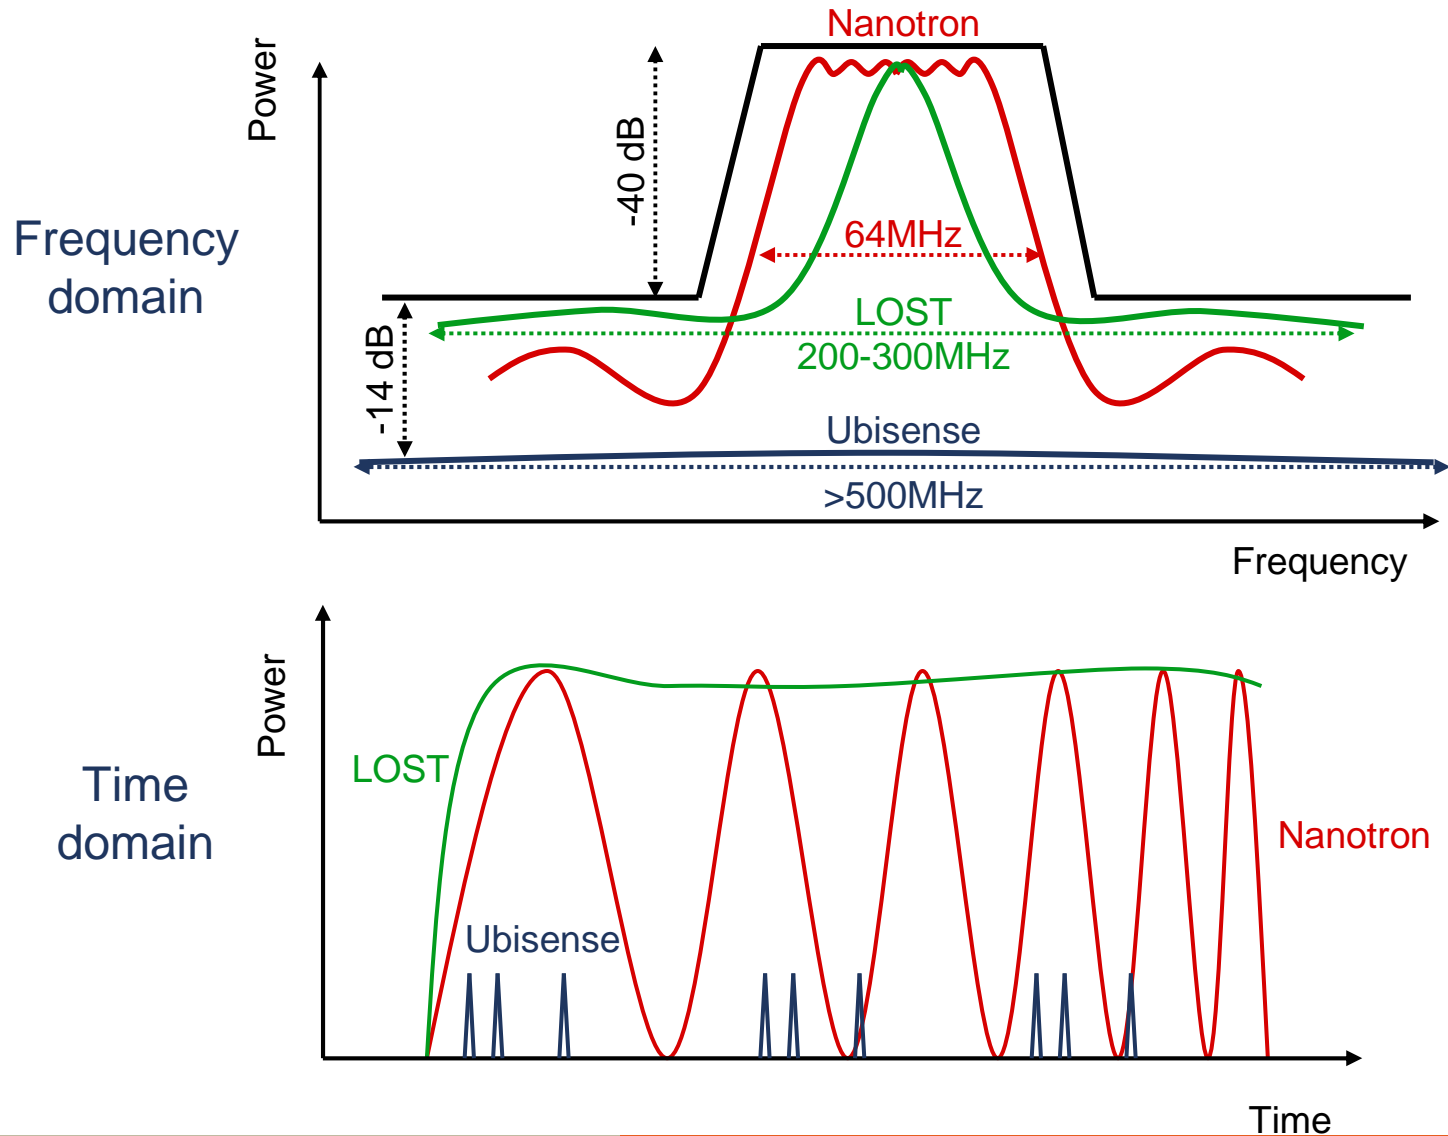 Nanotron
Power
-40 dB
Frequency
domain
64MHz
LOST
200-300MHz
-14 dB
Ubisense
>500MHz
Frequency
Power
LOST
Time
domain
Nanotron
Ubisense
Time